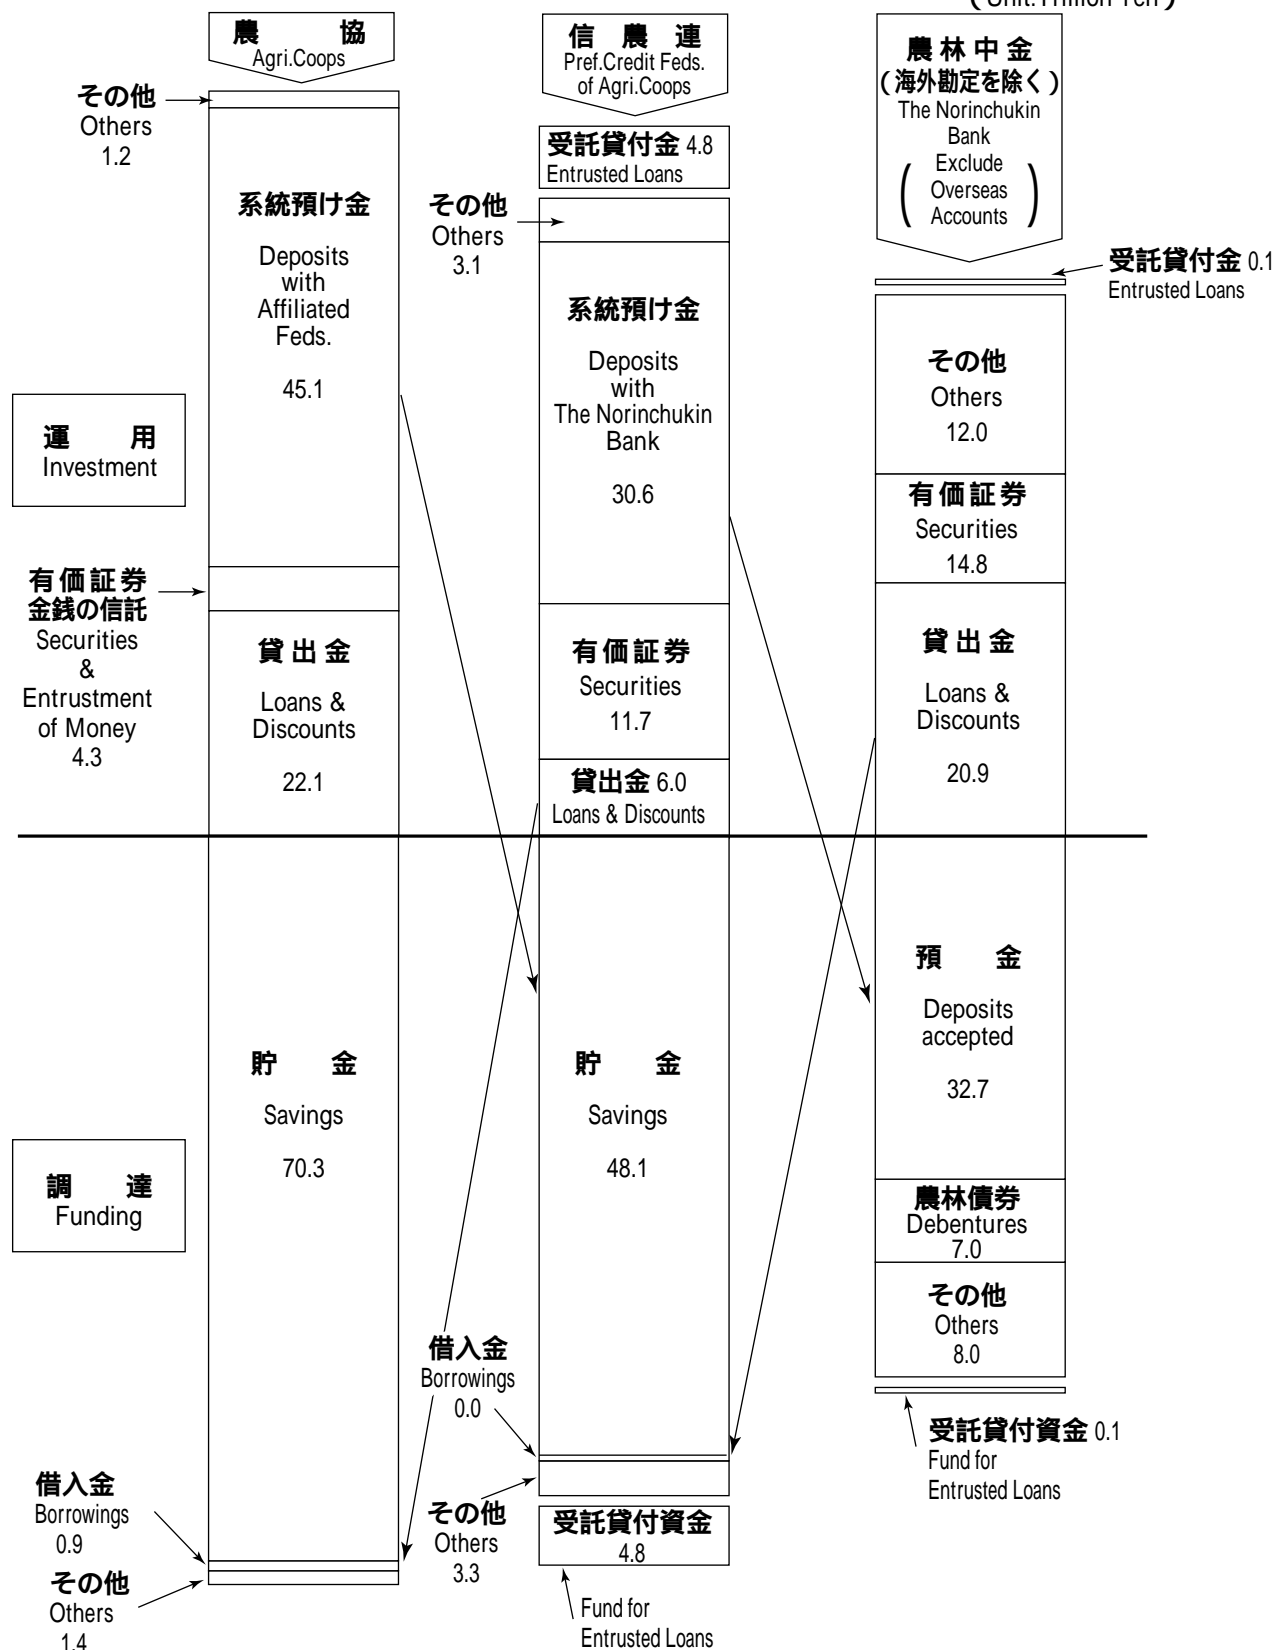 ( Unit:Trillion Yen )
農 協
Agri.Coops
その他
Others
1.2
系統預け金
Deposits
with
Affiliated
Feds.
45.1
有価証券
金銭の信託
Securities
&
Entrustment
of Money
4.3
貸出金
Loans &
Discounts
22.1
信農連
Pref.Credit Feds.
of Agri.Coops
受託貸付金 4.8
Entrusted Loans
その他
Others
3.1
系統預け金
Deposits
with
The Norinchukin
Bank
30.6
有価証券
Securities
11.7
貸出金 6.0
Loans & Discounts
農林中金
(海外勘定を除く)
The Norinchukin
Bank
( Exclude
Overseas
Accounts )
受託貸付金 0.1
Entrusted Loans
その他
Others
12.0
有価証券
Securities
14.8
貸出金
Loans &
Discounts
20.9
運 用
Investment
調 達
Funding
貯 金
Savings
70.3
借入金
Borrowings
0.9
その他
Others
1.4
貯 金
Savings
48.1
借入金
Borrowings
0.0
その他
Others
3.3
受託貸付資金
4.8
Fund for
Entrusted Loans
預 金
Deposits
accepted
32.7
農林債券
Debentures
7.0
その他
Others
8.0
受託貸付資金 0.1
Fund for
Entrusted Loans